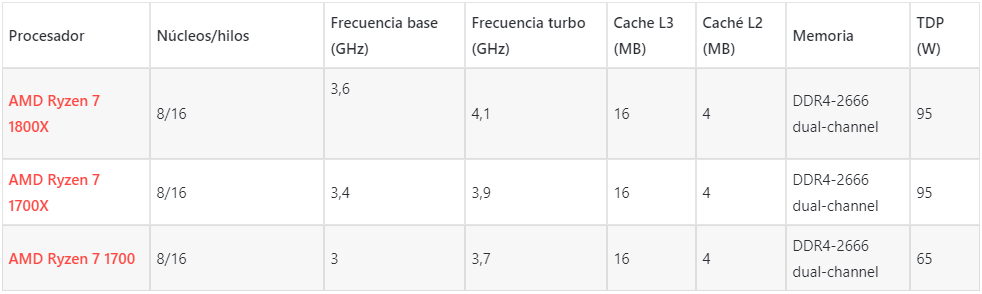 Procesador
Núcleos/hilos
Frecuencia base
(GHz)
Frecuencia turbo
(GHz)
Cache L3
(MB)
Caché L2
(MB)
Memoria
TDP
(W)
AMD Ryzen 7
1800X
8/16
3,6
4,1
16
4
DDR4-2666
dual-channel
95
AMD Ryzen 7
1700X
8/16
3,4
3,9
16
4
DDR4-2666
dual-channel
95
AMD Ryzen 7 1700
8/16
3
3,7
16
4
DDR4-2666
dual-channel
65